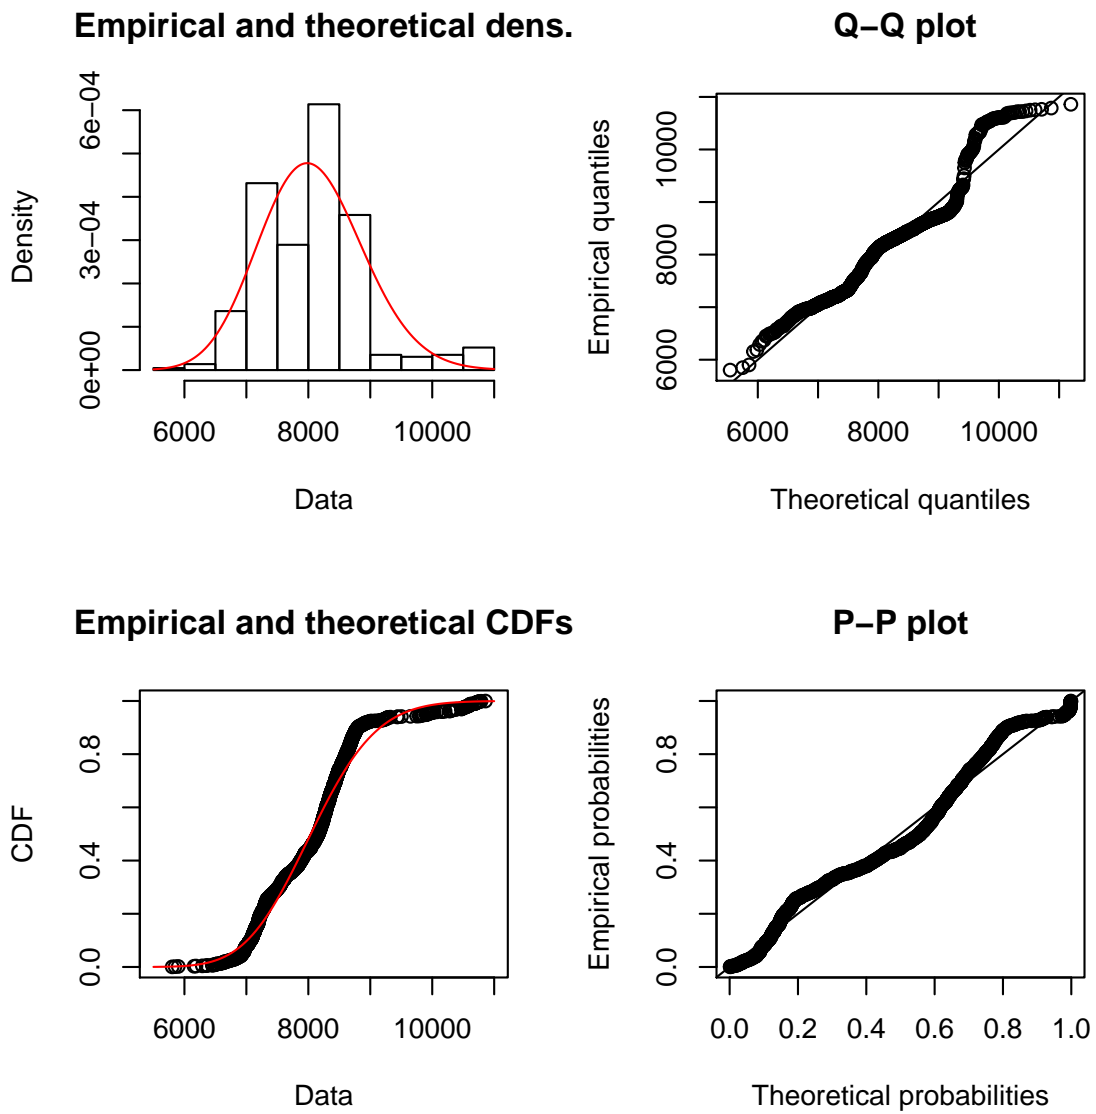 Empirical and theoretical dens.
Density
0e+00 3e−04 6e−04
6000 8000 10000
Data
Q−Q plot
Empirical quantiles
6000 8000 10000
6000 8000 10000
Theoretical quantiles
Empirical and theoretical CDFs
CDF
0.0 0.4 0.8
6000 8000 10000
Data
P−P plot
Empirical probabilities
0.0 0.4 0.8
0.0 0.2 0.4 0.6 0.8 1.0
Theoretical probabilities